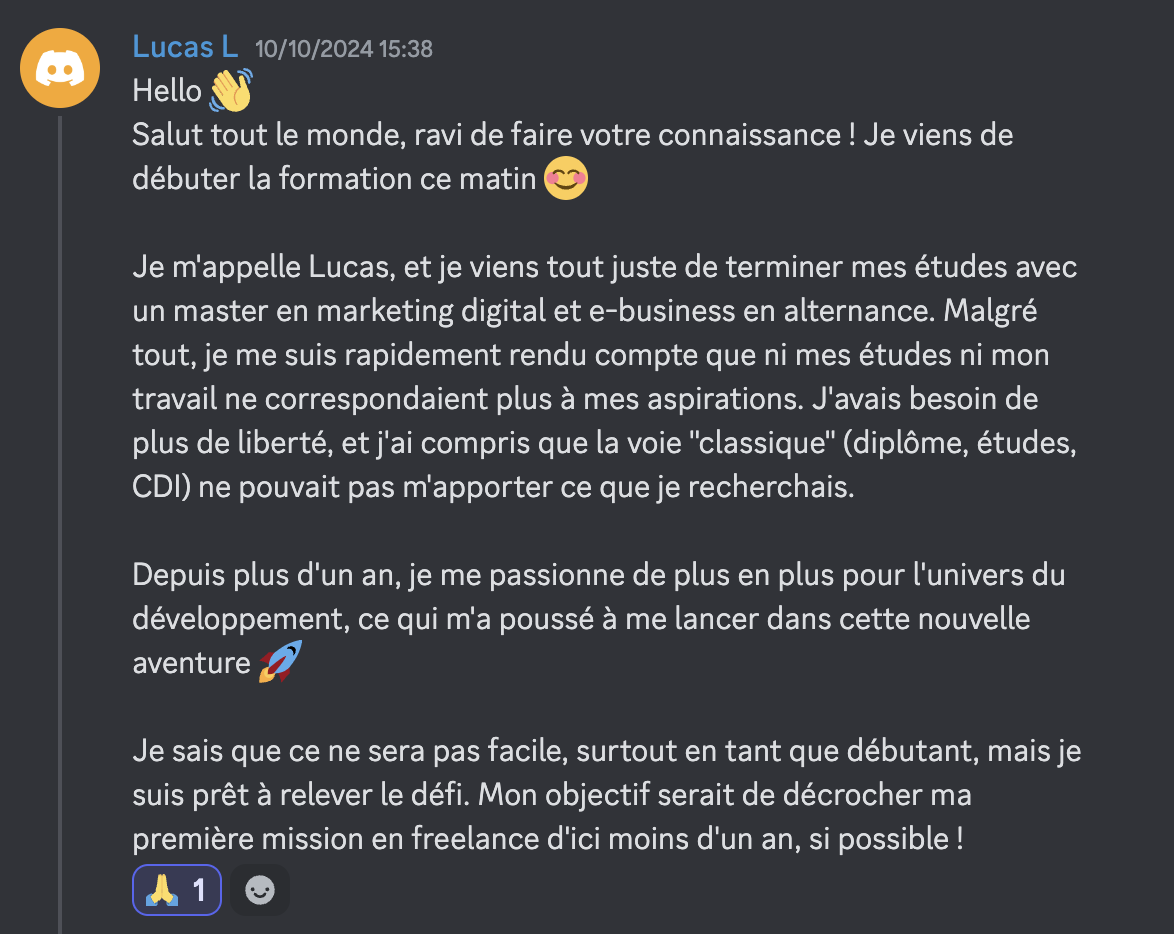 Lucas L 10/10/2024 15:38
Hello 👋
Salut tout le monde, ravi de faire votre connaissance ! Je viens de
débuter la formation ce matin 😊
Je m'appelle Lucas, et je viens tout juste de terminer mes études avec
un master en marketing digital et e-business en alternance. Malgré
tout, je me suis rapidement rendu compte que ni mes études ni mon
travail ne correspondaient plus à mes aspirations. J'avais besoin de
plus de liberté, et j'ai compris que la voie "classique" (diplôme, études,
CDI) ne pouvait pas m'apporter ce que je recherchais.
Depuis plus d'un an, je me passionne de plus en plus pour l'univers du
développement, ce qui m'a poussé à me lancer dans cette nouvelle
aventure 🚀
Je sais que ce ne sera pas facile, surtout en tant que débutant, mais je
suis prêt à relever le défi. Mon objectif serait de décrocher ma
première mission en freelance d'ici moins d'un an, si possible !
🙏 1